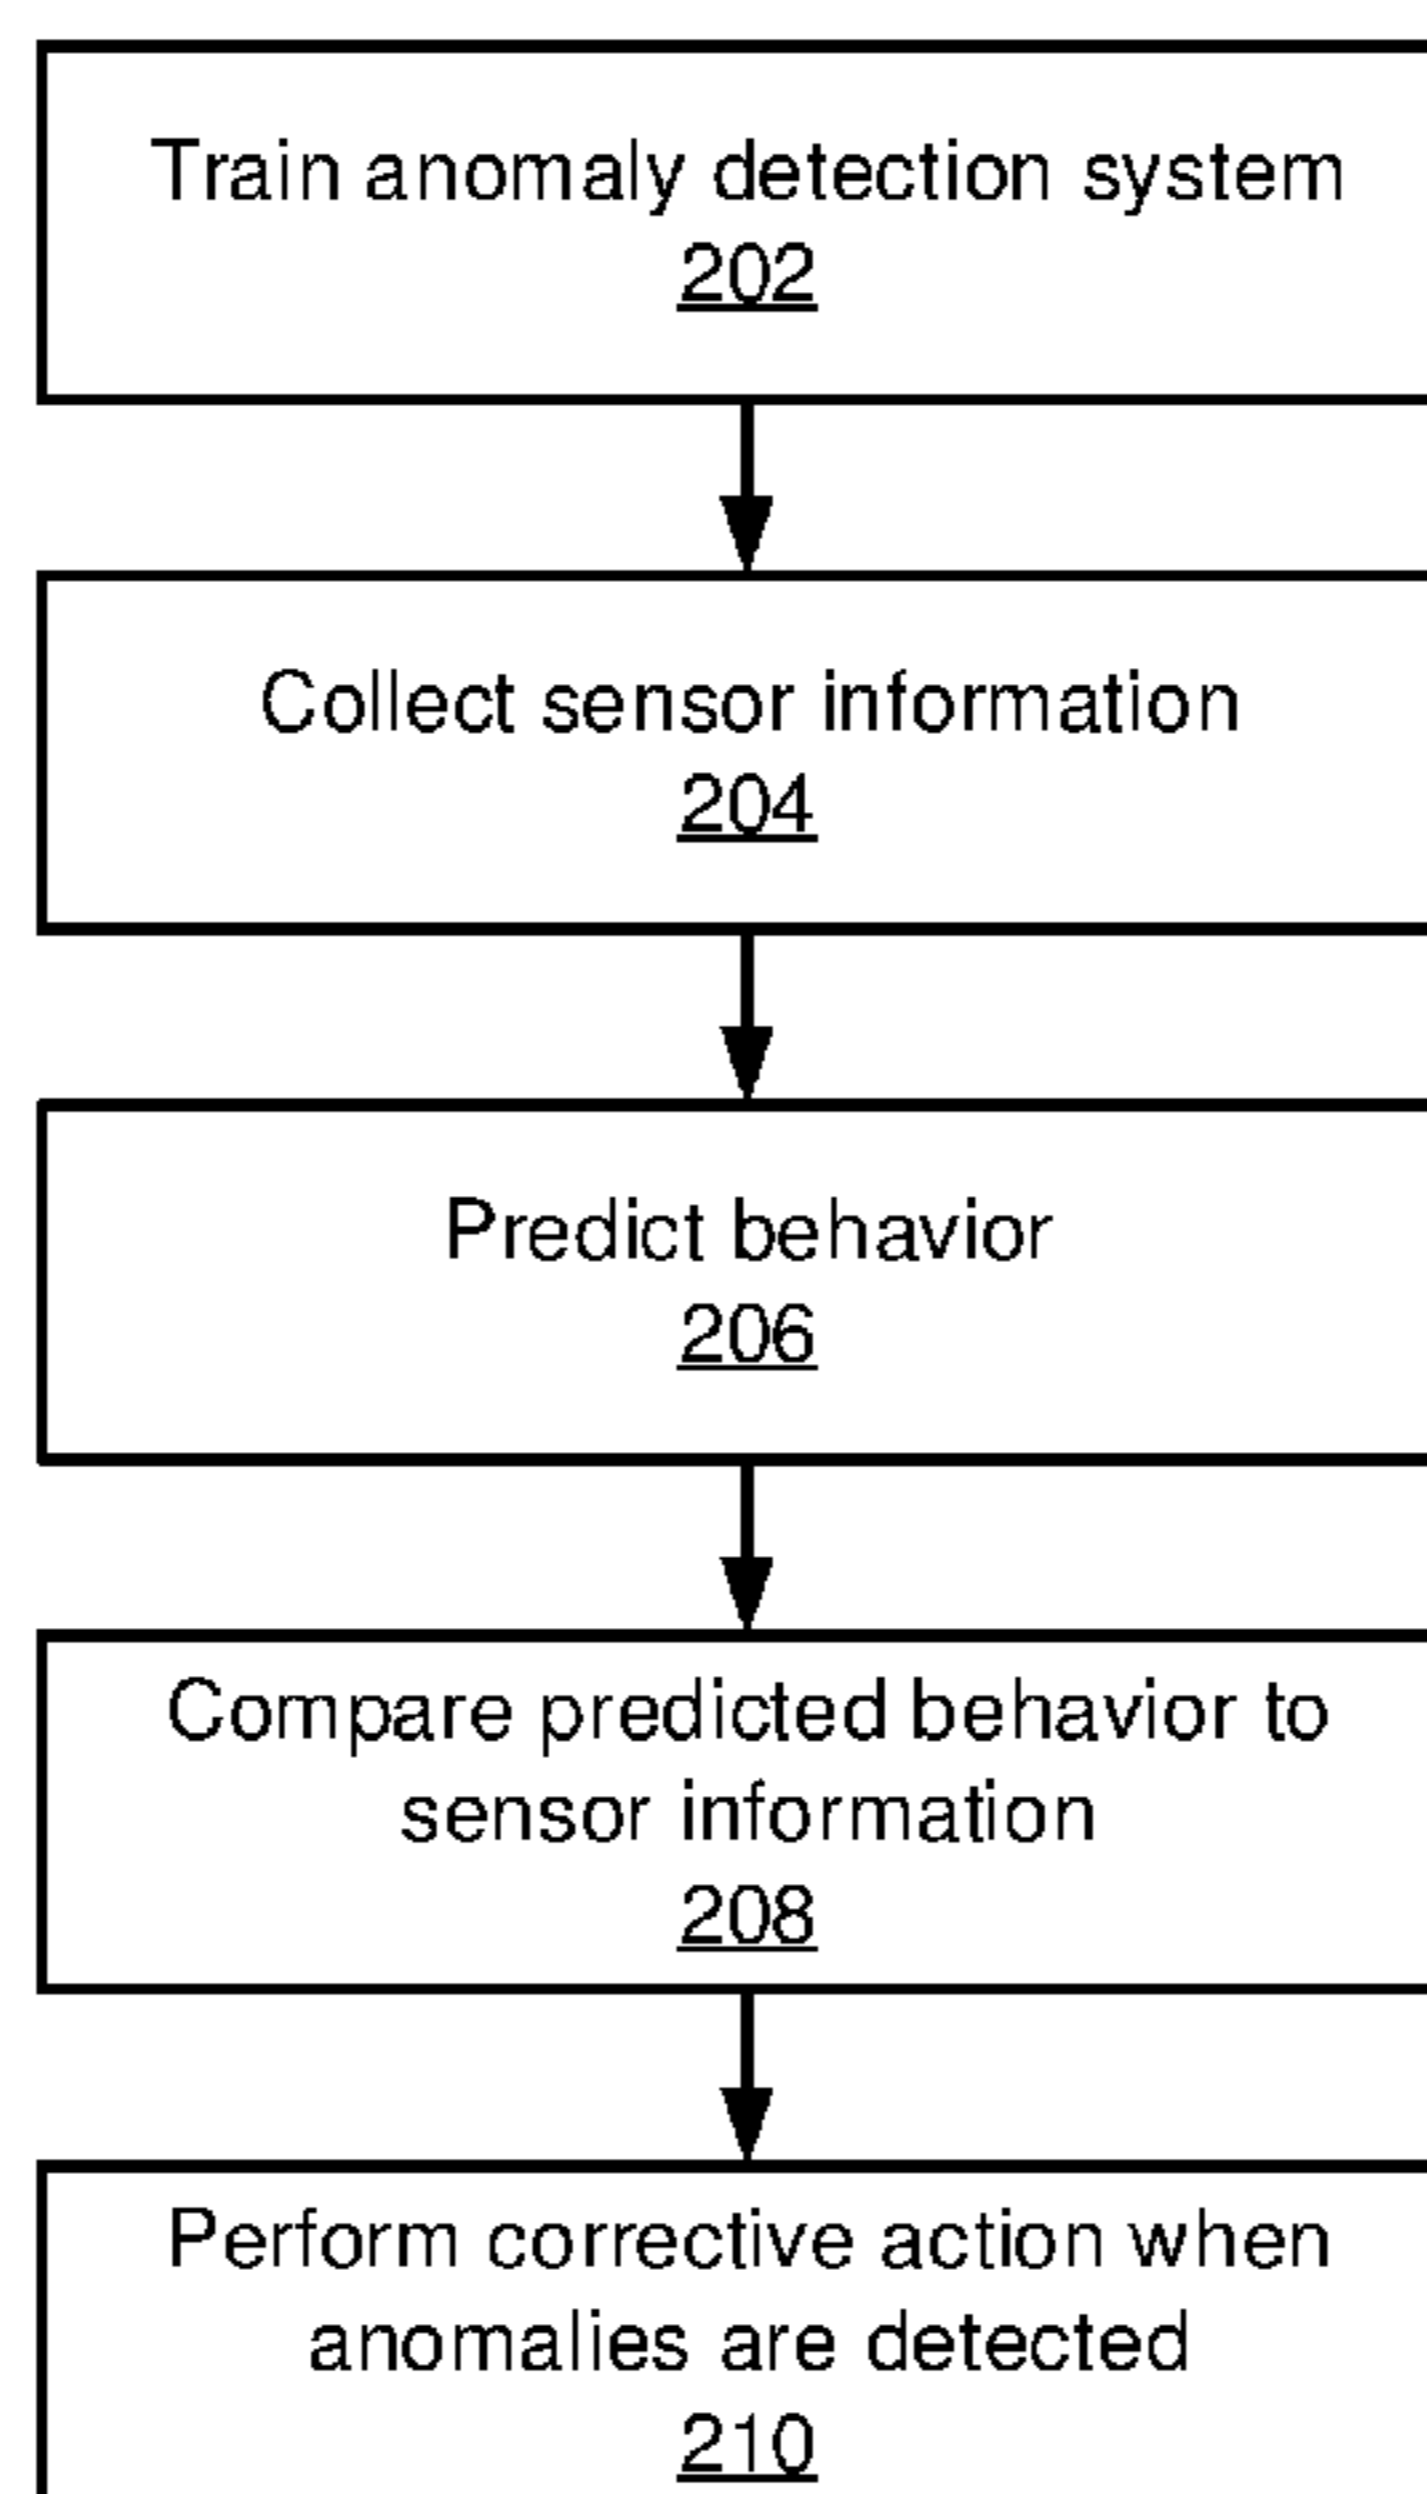 Train anomaly detection system
202
Collect sensor information
204
Predict behavior
206
Compare predicted behavior to
sensor information
208
Perform corrective action when
anomalies are detected
210